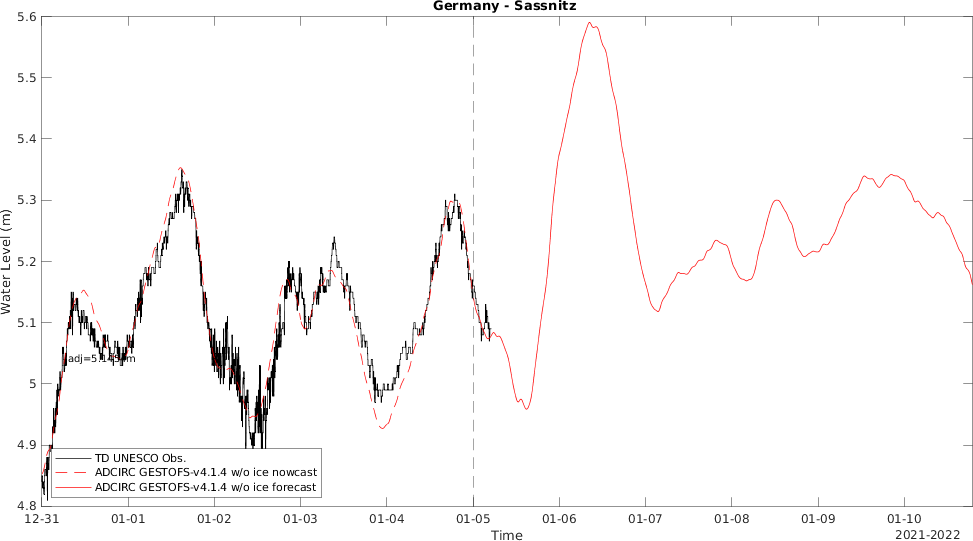 Germany - Sassnitz
Water Level (m)
5.6
5.5
5.4
5.3
5.2
5.1
5
4.9
4.8
TD UNESCO Obs.
ADCIRC GESTOFS-v4.1.4 w/o ice nowcast
ADCIRC GESTOFS-v4.1.4 w/o ice forecast
12-31 01-01 01-02 01-03 01-04 01-05 01-06 01-07 01-08 01-09 01-10
Time
2021-2022